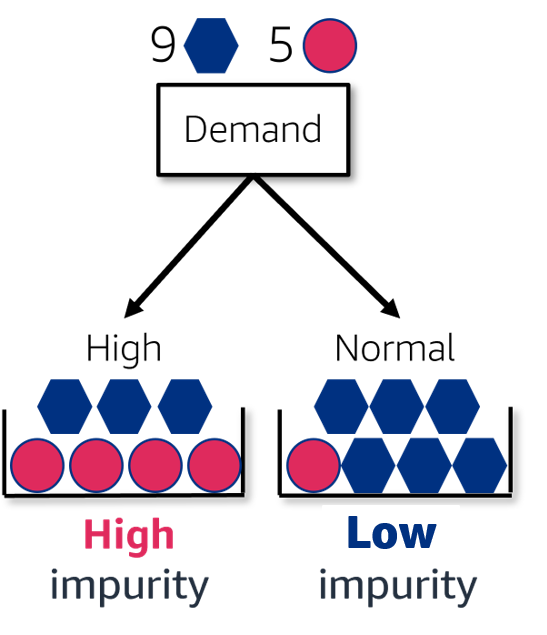 9 5
Demand
High Normal
High Low
impurity impurity